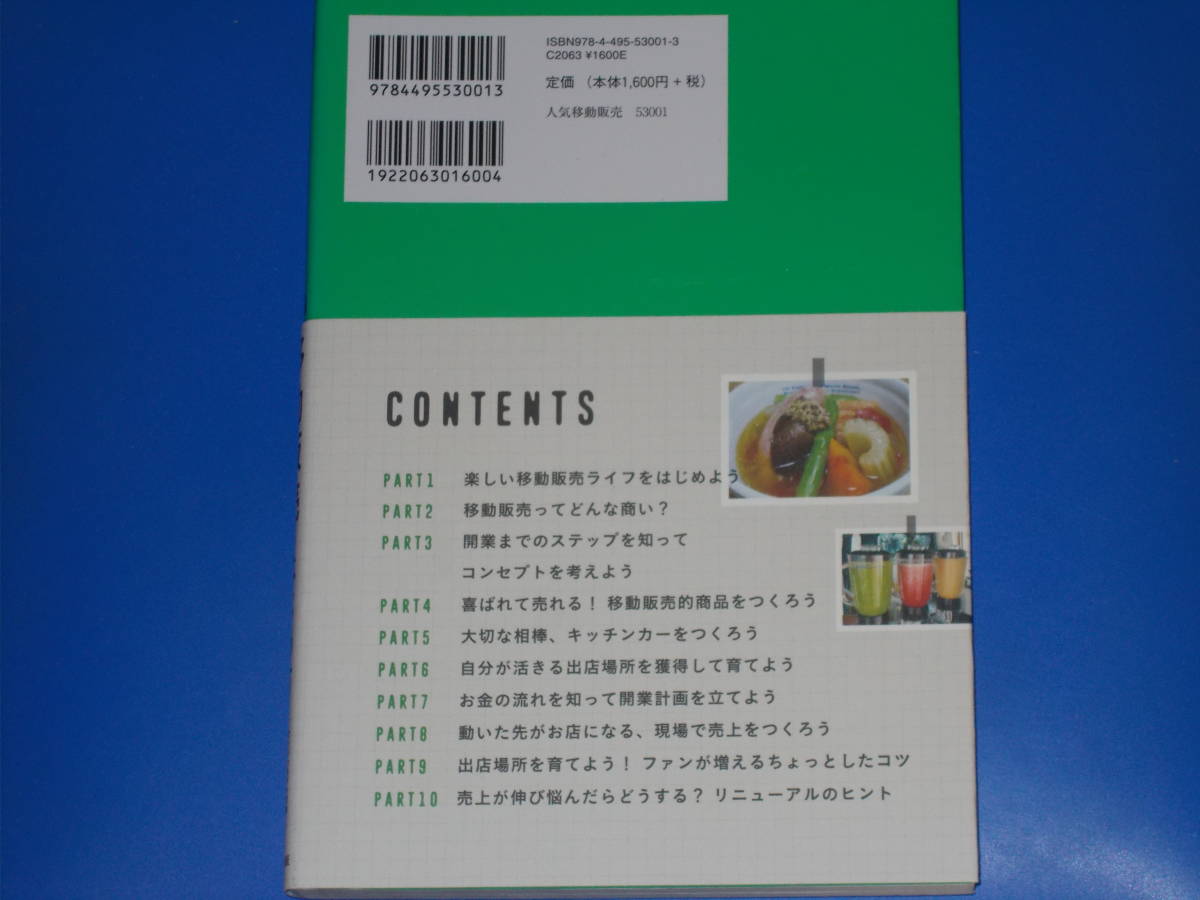 ISBN978-4-495-53001-3
C2063 ¥1600E
9784495530013
定価 （本体1,600円 + 税）
人気移動販売 53001
1922063016004
CONTENTS
PART1 楽しい移動販売ライフをはじめよう
PART2 移動販売ってどんな商い？
PART3 開業までのステップを知って
コンセプトを考えよう
PART4 喜ばれて売れる！ 移動販売的商品をつくろう
PART5 大切な相棒、キッチンカーをつくろう
PART6 自分が活きる出店場所を獲得して育てよう
PART7 お金の流れを知って開業計画を立てよう
PART8 動いた先がお店になる、現場で売上をつくろう
PART9 出店場所を育てよう！ ファンが増えるちょっとしたコツ
PART10 売上が伸び悩んだらどうする？ リニューアルのヒント